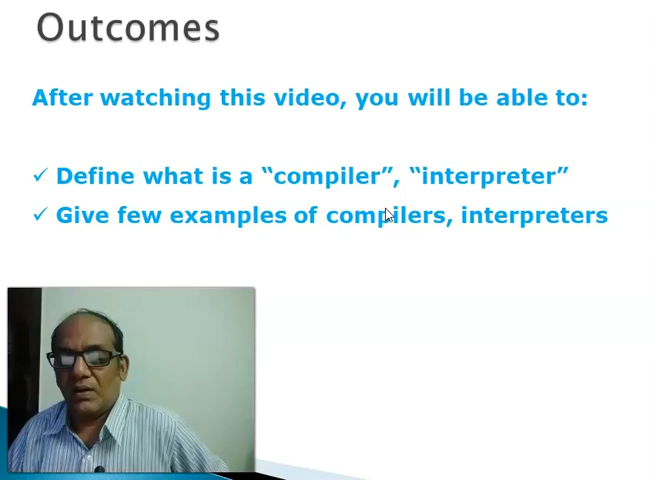 Outcomes
After watching this video, you will be able to:
✓ Define what is a “compiler”, “interpreter”
✓ Give few examples of compilers, interpreters